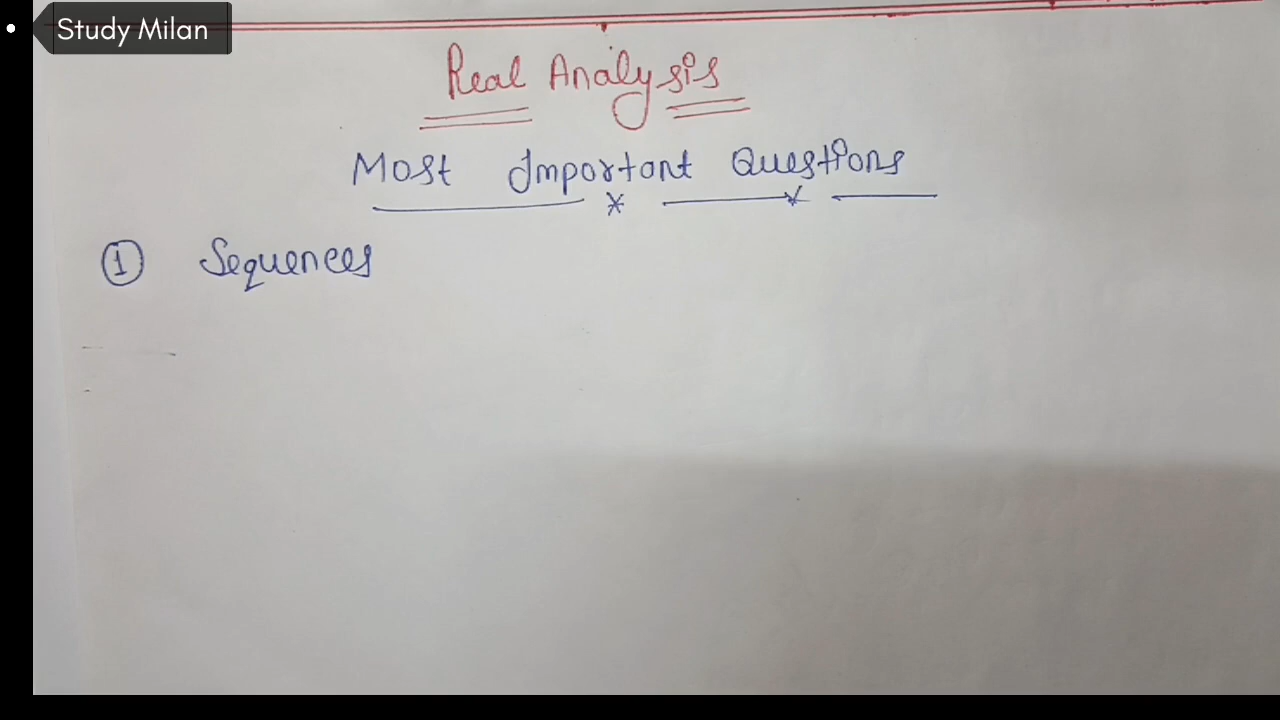 Study Milan
Real Analysis
Most Important Questions
① Sequences